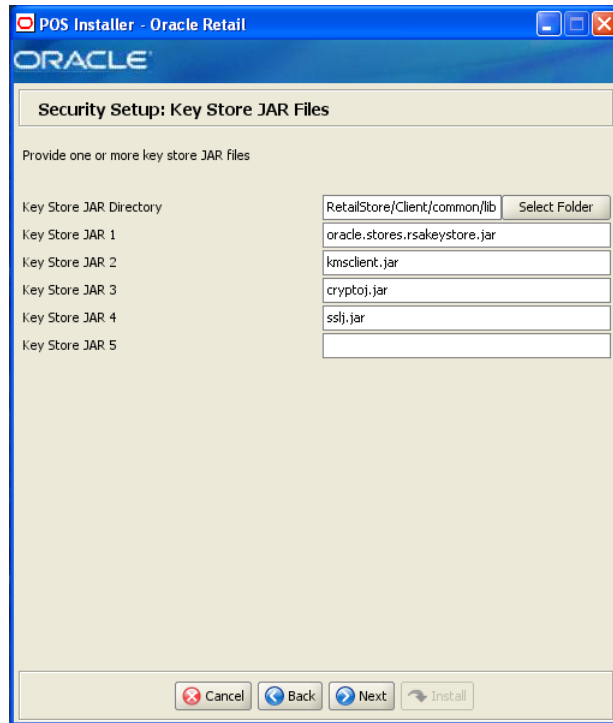 POS Installer - Oracle Retail
ORACLE
Security Setup: Key Store JAR Files
Provide one or more key store JAR files
Key Store JAR Directory RetailStore/Client/common/lib Select Folder
Key Store JAR 1 oracle.stores.rsakeystore.jar
Key Store JAR 2 kmsclient.jar
Key Store JAR 3 cryptoj.jar
Key Store JAR 4 sslj.jar
Key Store JAR 5
Cancel Back Next Install